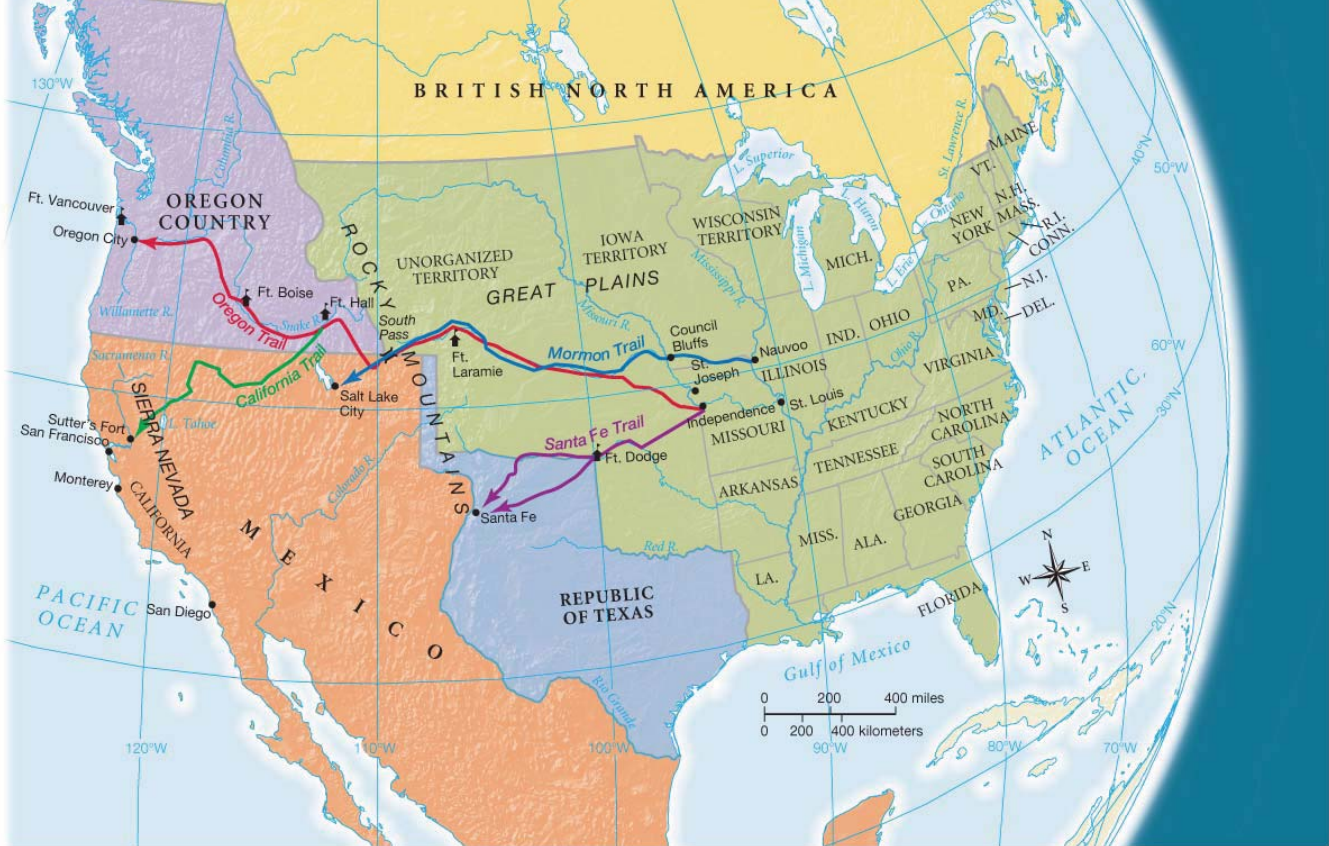 50°N
130°W
BRITISH NORTH AMERICA
Columbia R.
St. Lawrence R.
MAINE
40°N
50°W
L. Superior
VT.
N.H.
MASS.
R.I.
CONN.
NEW
YORK
Ft. Vancouver
OREGON
COUNTRY
Oregon City
L. Huron
Ontario
L. Michigan
L. Erie
WISCONSIN
TERRITORY
IOWA
TERRITORY
UNORGANIZED
TERRITORY
GREAT PLAINS
ROCKY
MOUNTAINS
MICH.
PA.
N.J.
DEL.
MD.
Mississippi R.
Missouri R.
Ft. Boise
Ft. Hall
Willamette R.
Oregon Trail
Snake R.
South
Pass
Ft.
Laramie
Mormon Trail
Council
Bluffs
Nauvoo
IND.
OHIO
Ohio R.
VIRGINIA
60°W
Sacramento R.
California Trail
Salt Lake
City
St.
Joseph
ILLINOIS
St. Louis
Independence
MISSOURI
KENTUCKY
NORTH
CAROLINA
ATLANTIC
OCEAN
30°N
SIERRA NEVADA
L. Tahoe
Sutter's Fort
San Francisco
Santa Fe Trail
Ft. Dodge
TENNESSEE
SOUTH
CAROLINA
Monterey
CALIFORNIA
Colorado R.
ARKANSAS
GEORGIA
Santa Fe
MEXICO
MISS.
ALA.
Red R.
LA.
FLORIDA
N
W
E
S
PACIFIC
OCEAN
San Diego
REPUBLIC
OF TEXAS
20°N
Gulf of Mexico
Rio Grande
0 200 400 miles
0 200 400 kilometers
120°W
110°W
100°W
90°W
80°W
70°W